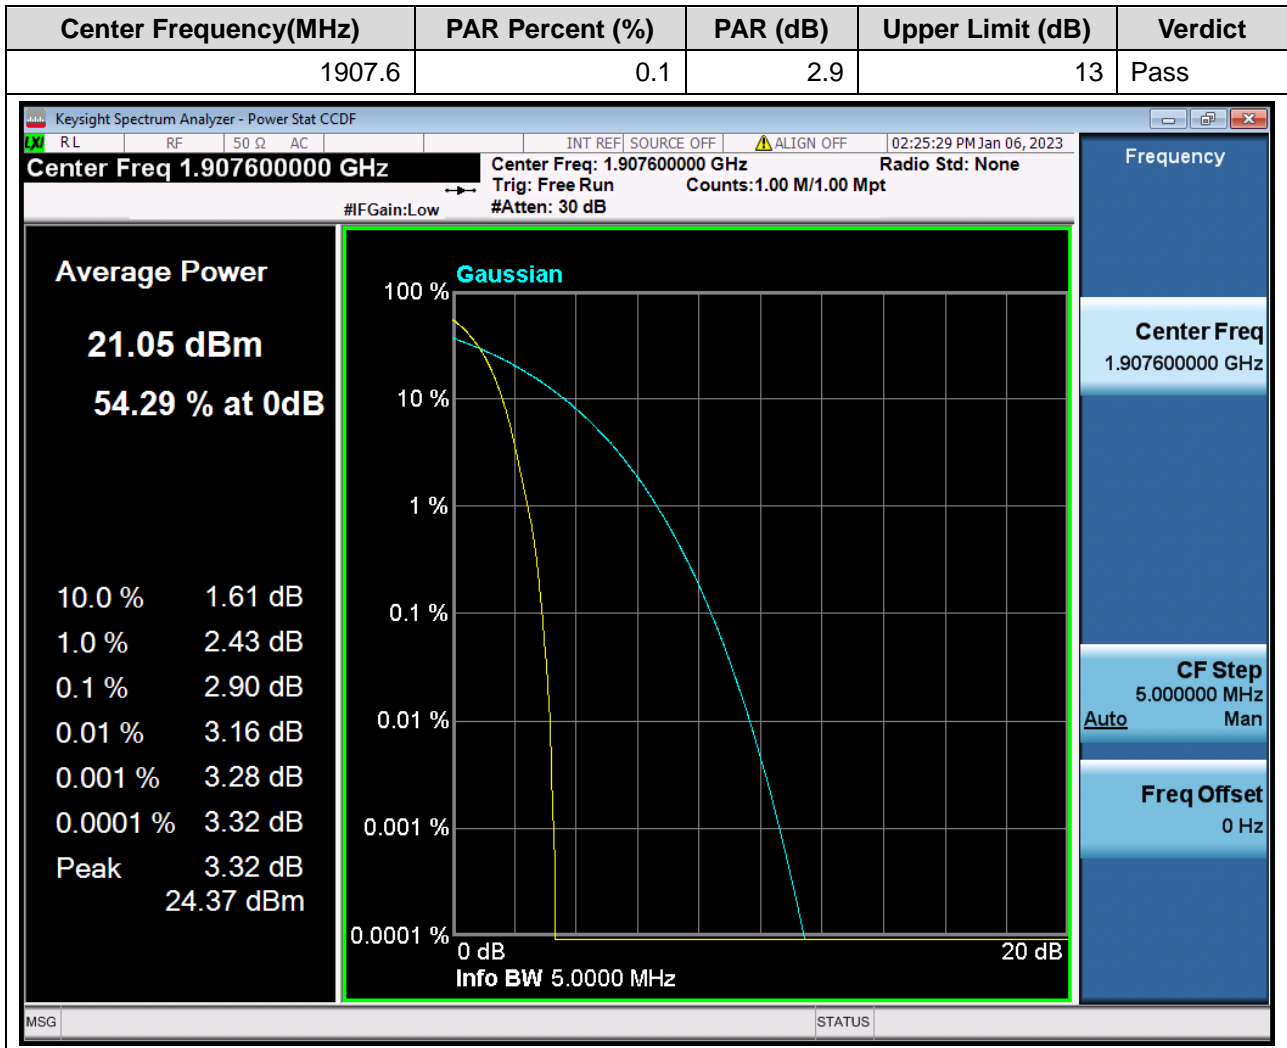 Center Frequency(MHz) PAR Percent (%) PAR (dB) Upper Limit (dB) Verdict
1907.6 0.1 2.9 13 Pass
Keysight Spectrum Analyzer - Power Stat CCDF
LXI RL RF 50 Ω AC INT REF SOURCE OFF ALIGN OFF 02:25:29 PM Jan 06, 2023
Center Freq 1.907600000 GHz
#IFGain:Low
Center Freq: 1.907600000 GHz Radio Std: None
Trig: Free Run Counts:1.00 M/1.00 Mpt
#Atten: 30 dB
Average Power
21.05 dBm
54.29 % at 0dB
10.0 % 1.61 dB
1.0 % 2.43 dB
0.1 % 2.90 dB
0.01 % 3.16 dB
0.001 % 3.28 dB
0.0001 % 3.32 dB
Peak 3.32 dB
24.37 dBm
Gaussian
100 %
10 %
1 %
0.1 %
0.01 %
0.001 %
0.0001 %
0 dB 20 dB
Info BW 5.0000 MHz
Frequency
Center Freq
1.907600000 GHz
CF Step
5.000000 MHz
Auto Man
Freq Offset
0 Hz
MSG STATUS